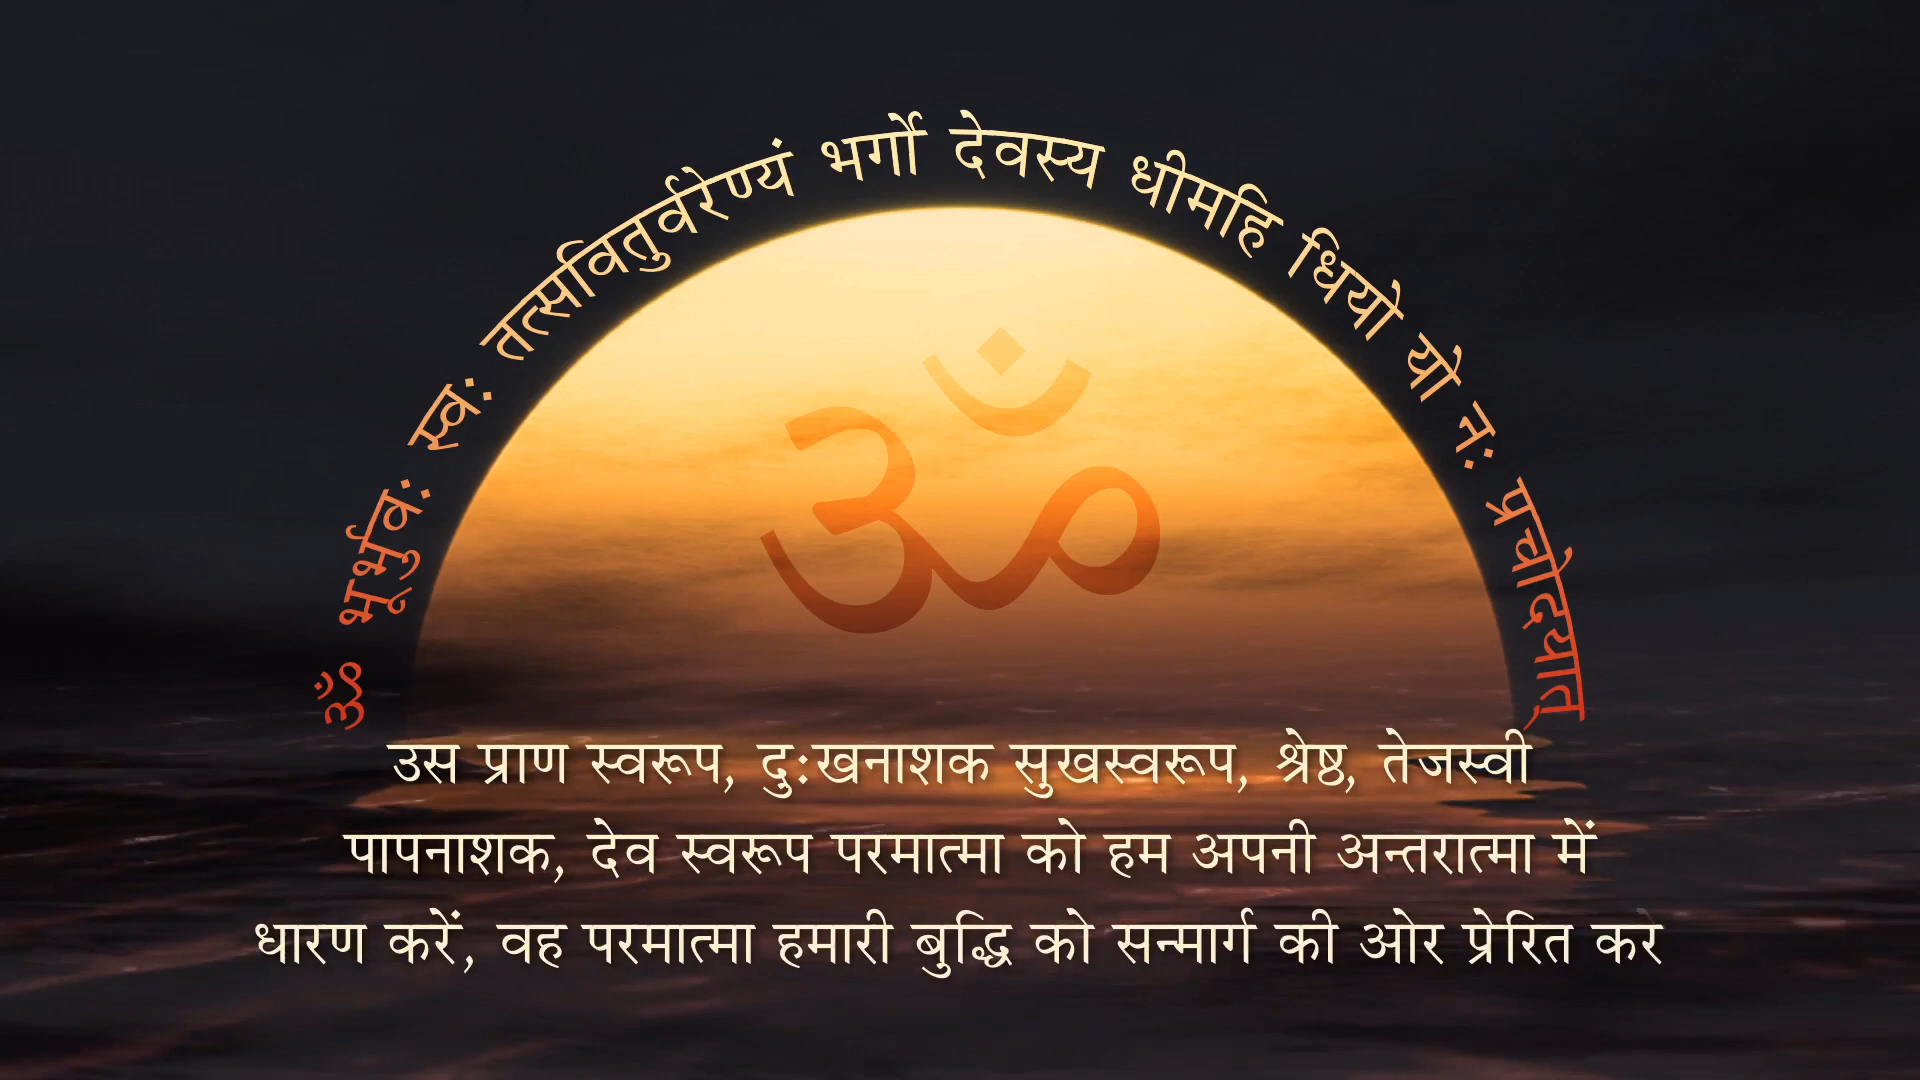 ॐ भूर्भुवः स्वः तत्सवितुर्वरेण्यं भर्गो देवस्य धीमहि धियो यो नः प्रचोदयात्
ॐ
उस प्राण स्वरूप, दुःखनाशक सुखस्वरूप, श्रेष्ठ, तेजस्वी
पापनाशक, देव स्वरूप परमात्मा को हम अपनी अन्तरात्मा में
धारण करें, वह परमात्मा हमारी बुद्धि को सन्मार्ग की ओर प्रेरित करे